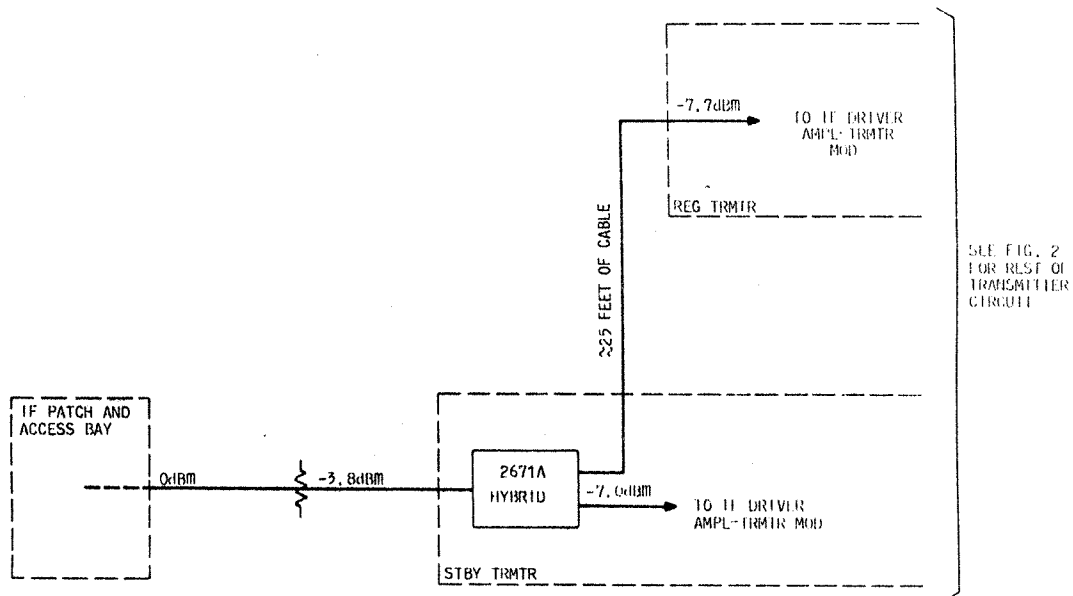 -7.7dBM
TO IF DRIVER
AMPL-TRMTR
MOD
REG TRMTR
≈25 FEET OF CABLE
SEE FIG. 2
FOR REST OF
TRANSMITTER
CIRCUIT
IF PATCH AND
ACCESS BAY
0dBM
-3.8dBM
2671A
HYBRID
-7.0dBM
TO IF DRIVER
AMPL-TRMTR MOD
STBY TRMTR